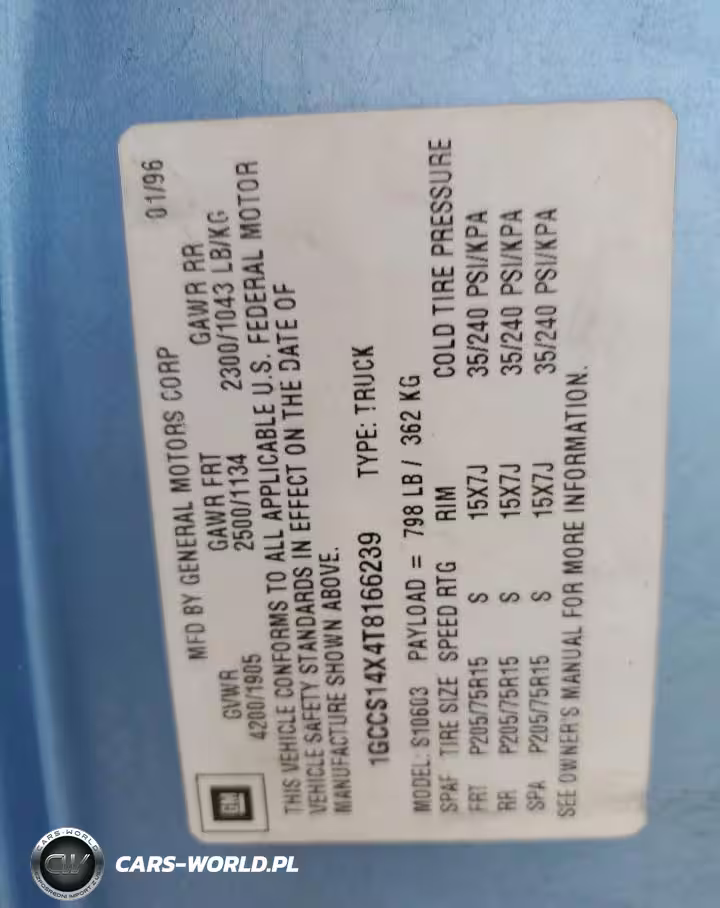 GM
MFD BY GENERAL MOTORS CORP 01/96
GVWR GAWR FRT GAWR RR
4200/1905 2500/1134 2300/1043 LB/KG
THIS VEHICLE CONFORMS TO ALL APPLICABLE U.S. FEDERAL MOTOR
VEHICLE SAFETY STANDARDS IN EFFECT ON THE DATE OF
MANUFACTURE SHOWN ABOVE.
1GCCS14X4T8166239 TYPE: TRUCK
MODEL: S10603 PAYLOAD = 798 LB / 362 KG
SPAF TIRE SIZE SPEED RTG RIM COLD TIRE PRESSURE
FRT P205/75R15 S 15X7J 35/240 PSI/KPA
RR P205/75R15 S 15X7J 35/240 PSI/KPA
SPA P205/75R15 S 15X7J 35/240 PSI/KPA
SEE OWNER'S MANUAL FOR MORE INFORMATION.
CARS-WORLD
CW
CARS-WORLD.PL